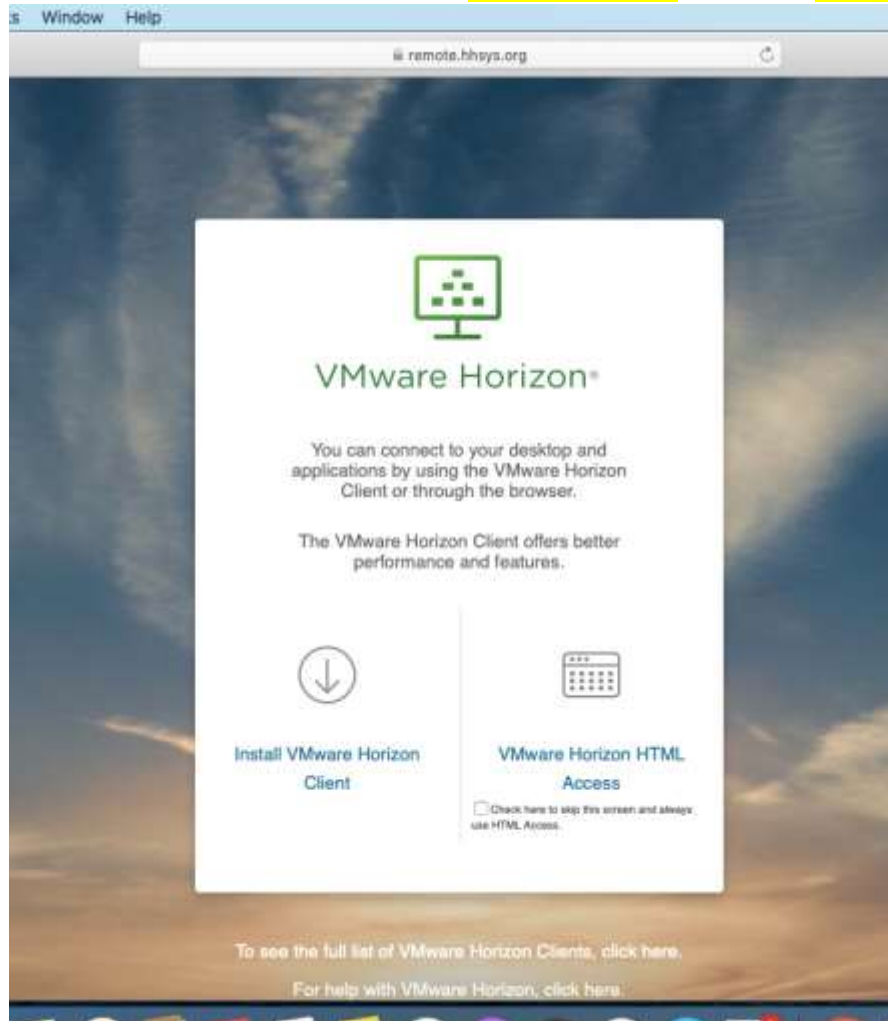 Window Help
remote.hhsys.org
VMware Horizon®
You can connect to your desktop and
applications by using the VMware Horizon
Client or through the browser.
The VMware Horizon Client offers better
performance and features.
Install VMware Horizon
Client
VMware Horizon HTML
Access
Check here to skip this screen and always
use HTML Access.
To see the full list of VMware Horizon Clients, click here.
For help with VMware Horizon, click here.